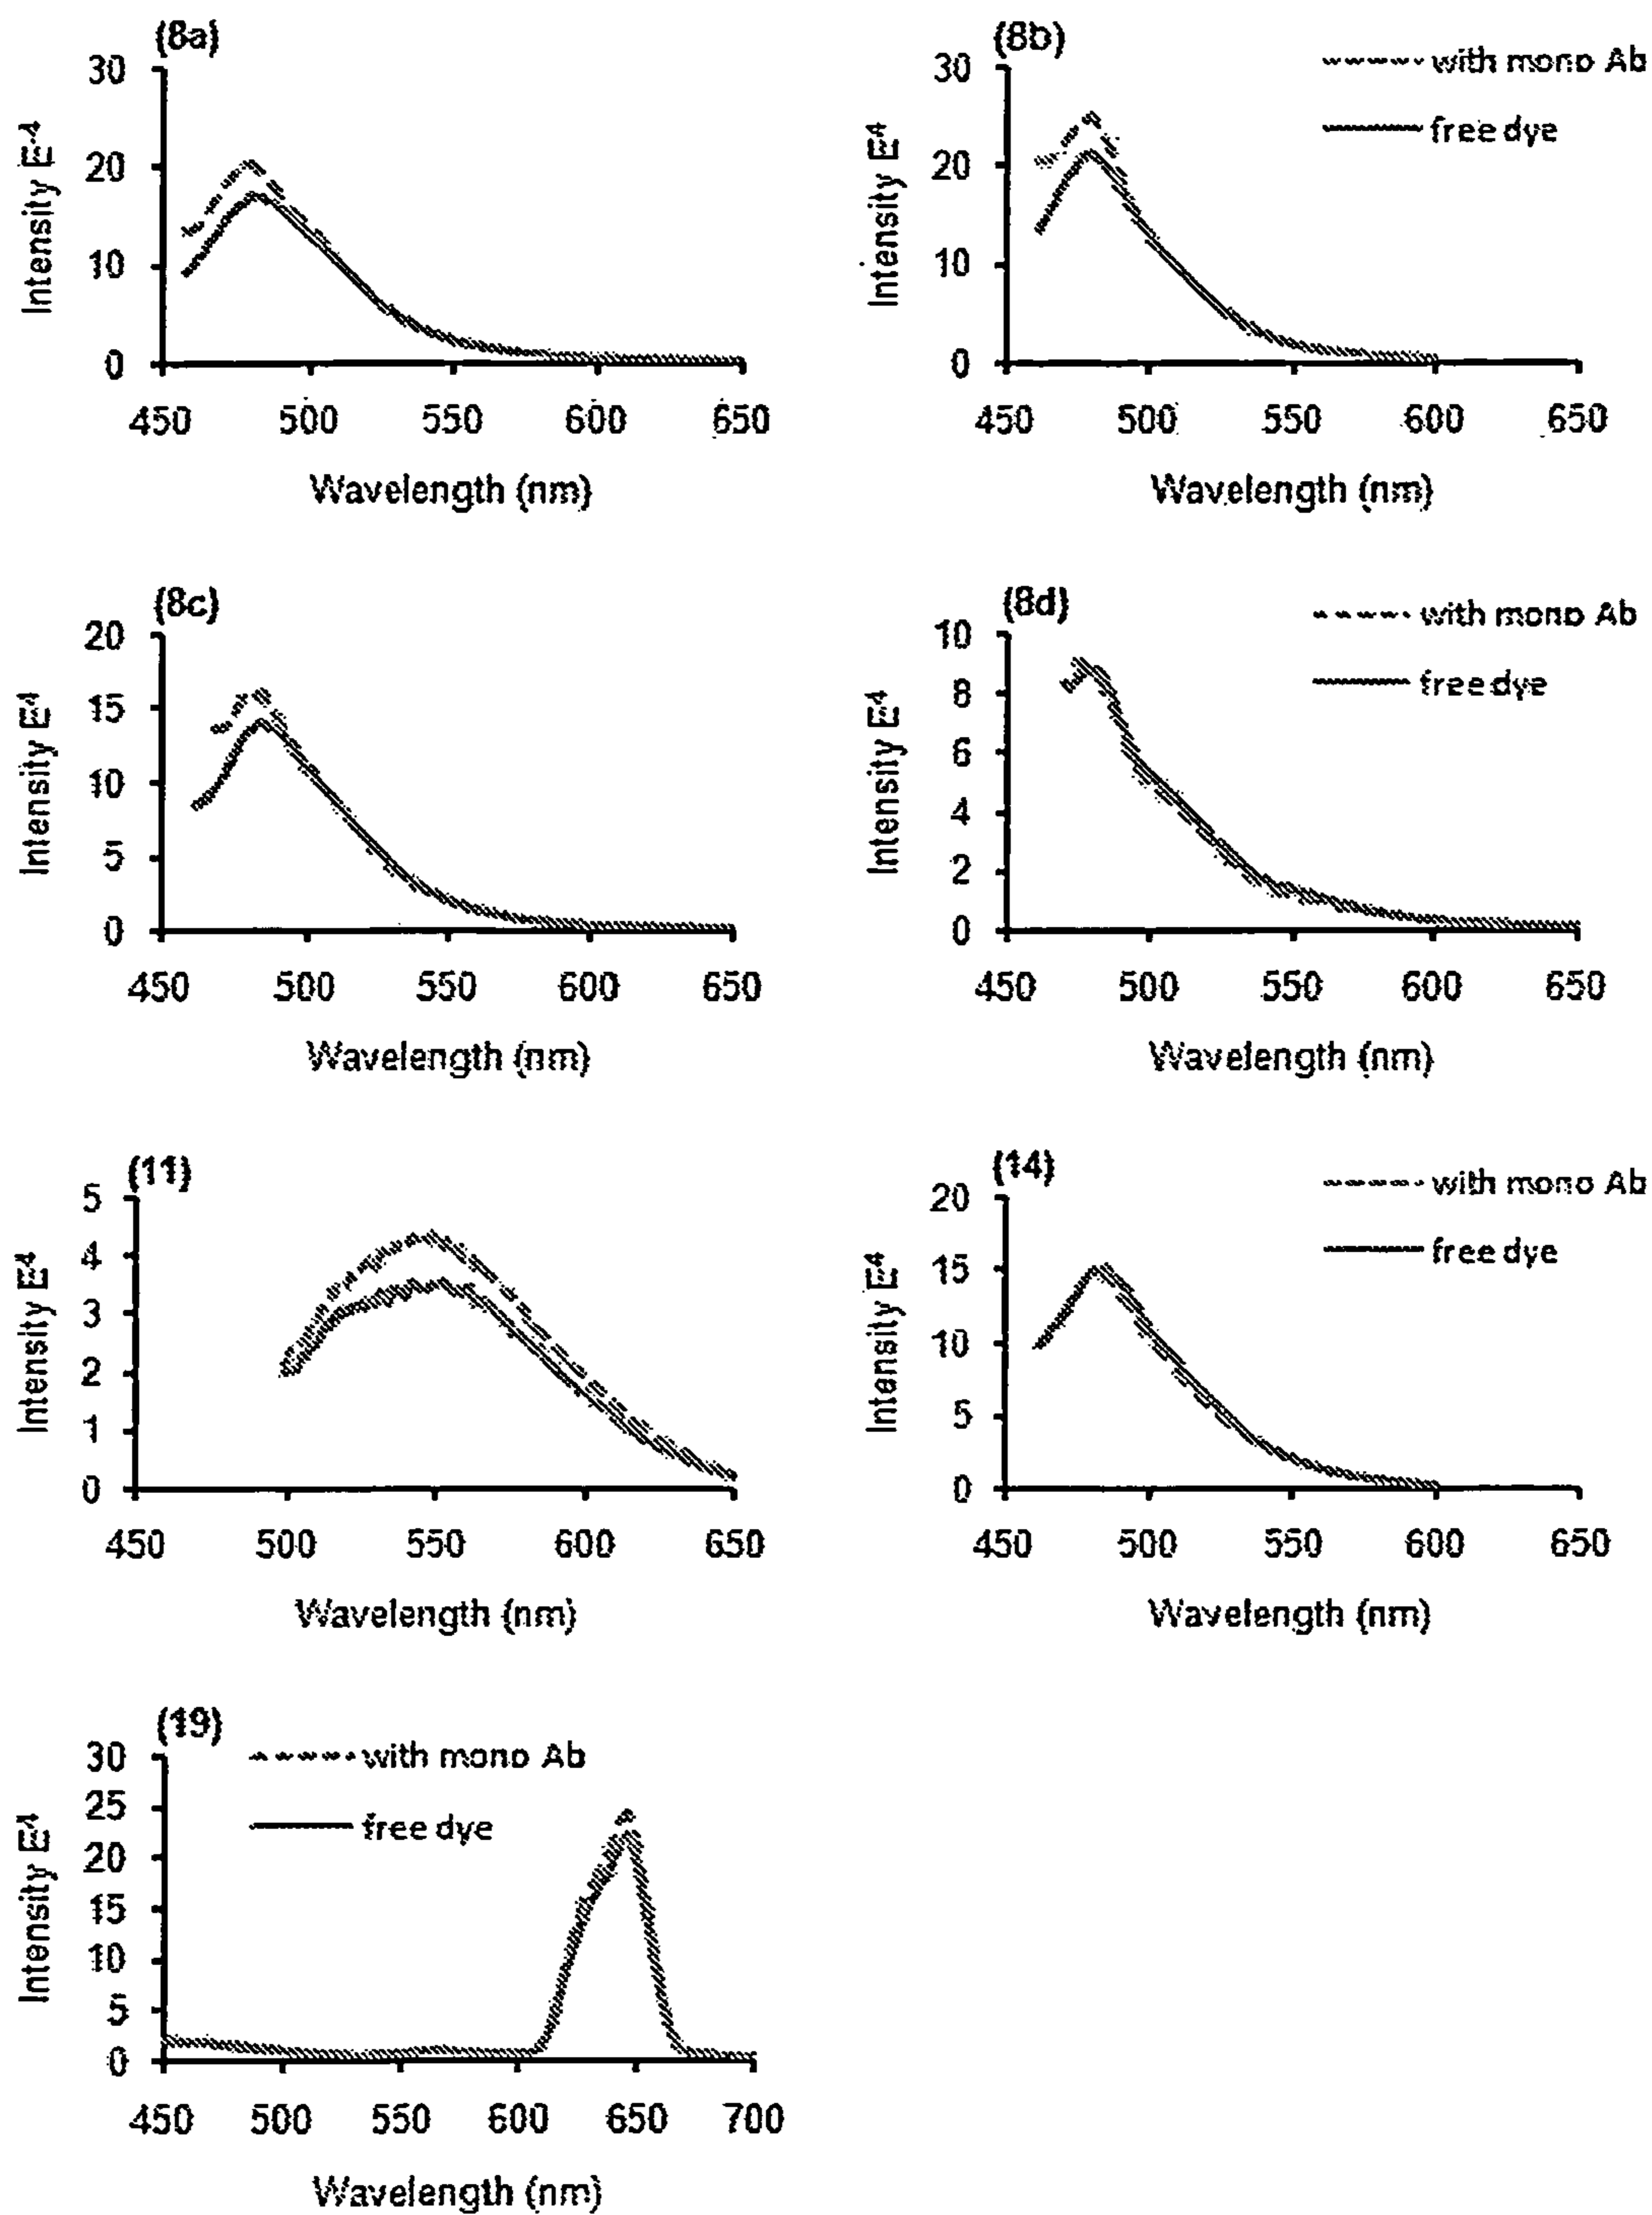 (8a)
30
20
10
0
450 500 550 600 650
Intensity E4
Wavelength (nm)
(8b)
with mono Ab
free dye
30
20
10
0
450 500 550 600 650
Intensity E4
Wavelength (nm)
(8c)
20
15
10
5
0
450 500 550 600 650
Intensity E4
Wavelength (nm)
(8d)
with mono Ab
free dye
10
8
6
4
2
0
450 500 550 600 650
Intensity E4
Wavelength (nm)
(11)
5
4
3
2
1
0
450 500 550 600 650
Intensity E4
Wavelength (nm)
(14)
with mono Ab
free dye
20
15
10
5
0
450 500 550 600 650
Intensity E4
Wavelength (nm)
(19)
with mono Ab
free dye
30
25
20
15
10
5
0
450 500 550 600 650 700
Intensity E4
Wavelength (nm)